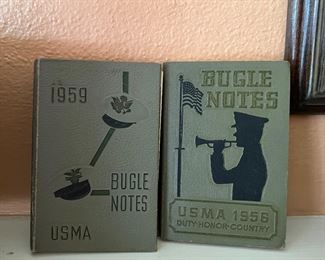 1959
BUGLE
NOTES
USMA
BUGLE
NOTES
USMA 1958
DUTY-HONOR-COUNTRY